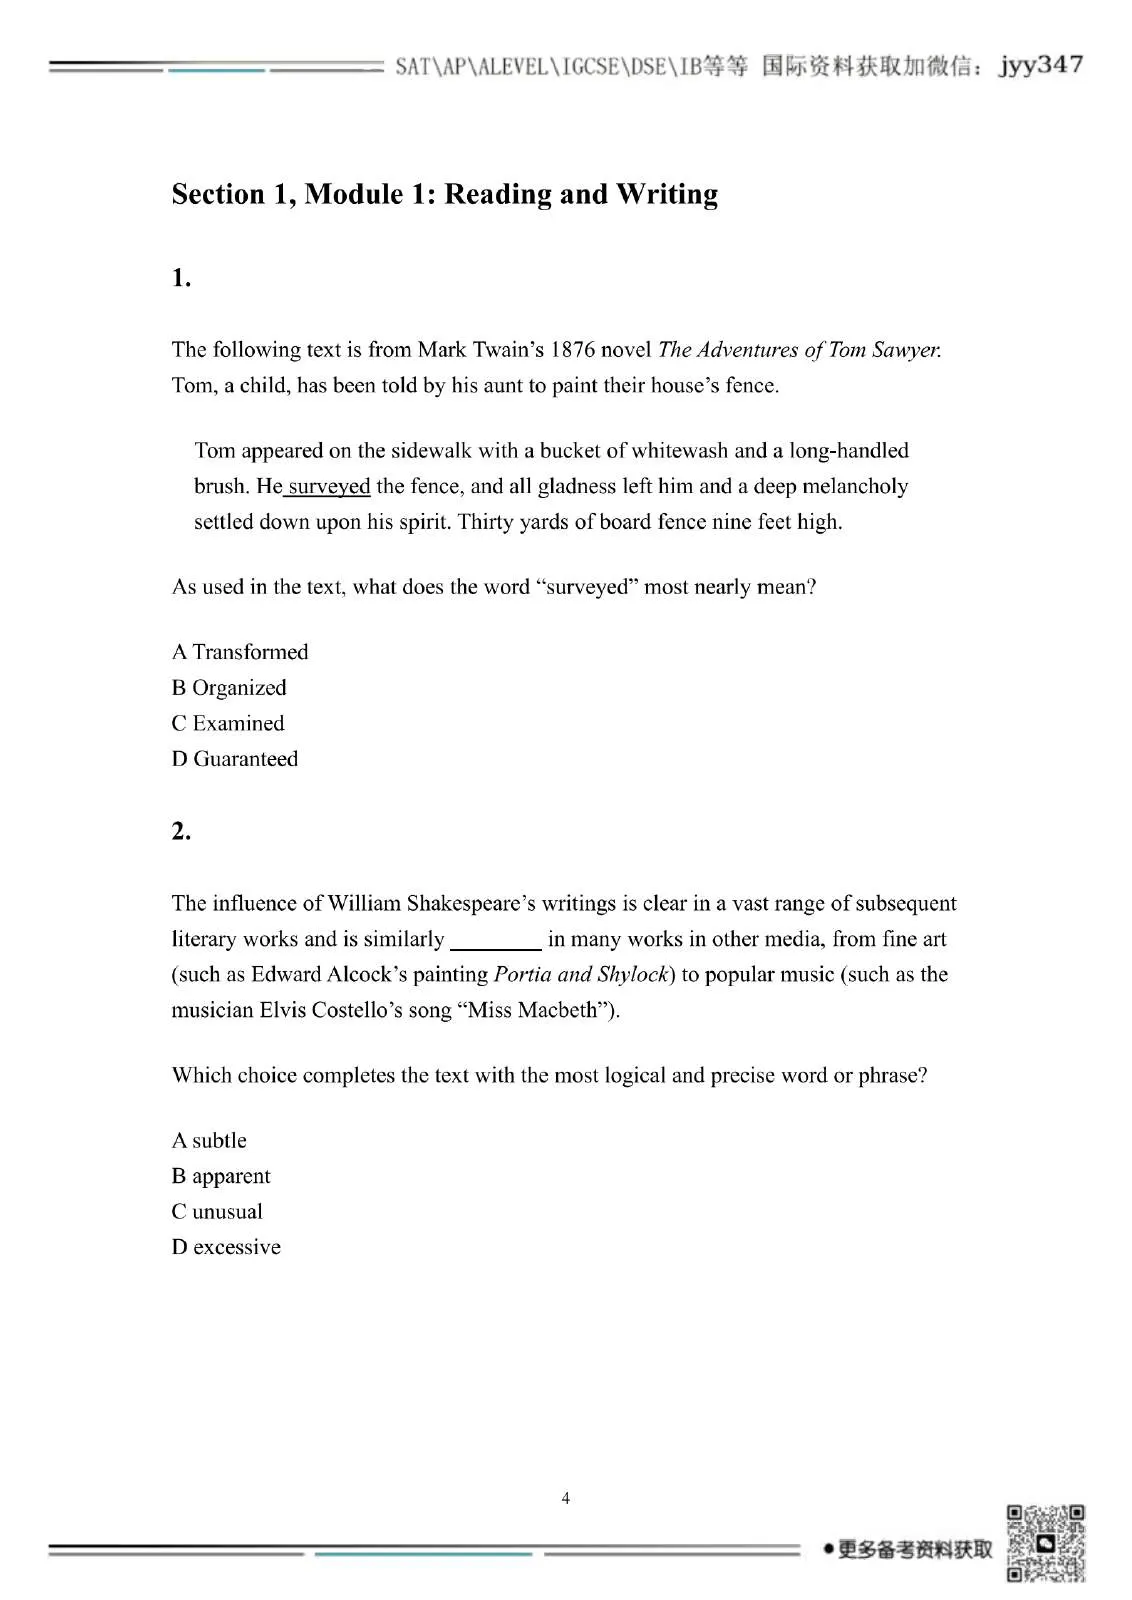 SAT\AP\ALEVEL\IGCSE\DSE\IB等等 国际资料获取加微信： jyy347
Section 1, Module 1: Reading and Writing
1.
The following text is from Mark Twain’s 1876 novel The Adventures of Tom Sawyer.
Tom, a child, has been told by his aunt to paint their house’s fence.
Tom appeared on the sidewalk with a bucket of whitewash and a long-handled
brush. He surveyed the fence, and all gladness left him and a deep melancholy
settled down upon his spirit. Thirty yards of board fence nine feet high.
As used in the text, what does the word “surveyed” most nearly mean?
A Transformed
B Organized
C Examined
D Guaranteed
2.
The influence of William Shakespeare’s writings is clear in a vast range of subsequent
literary works and is similarly ________ in many works in other media, from fine art
(such as Edward Alcock’s painting Portia and Shylock) to popular music (such as the
musician Elvis Costello’s song “Miss Macbeth”).
Which choice completes the text with the most logical and precise word or phrase?
A subtle
B apparent
C unusual
D excessive
4
●更多备考资料获取